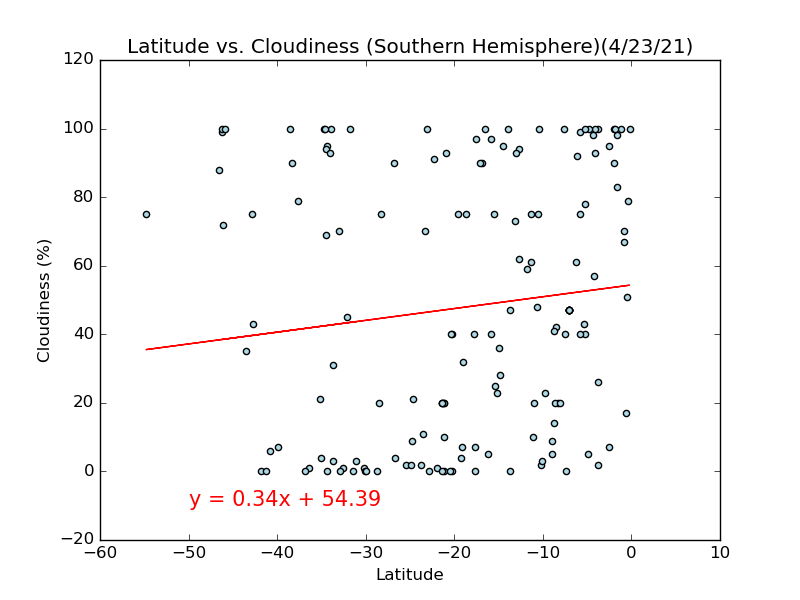 Latitude vs. Cloudiness (Southern Hemisphere)(4/23/21)
120
100
80
60
40
20
0
−20
Cloudiness (%)
y = 0.34x + 54.39
−60 −50 −40 −30 −20 −10 0 10
Latitude